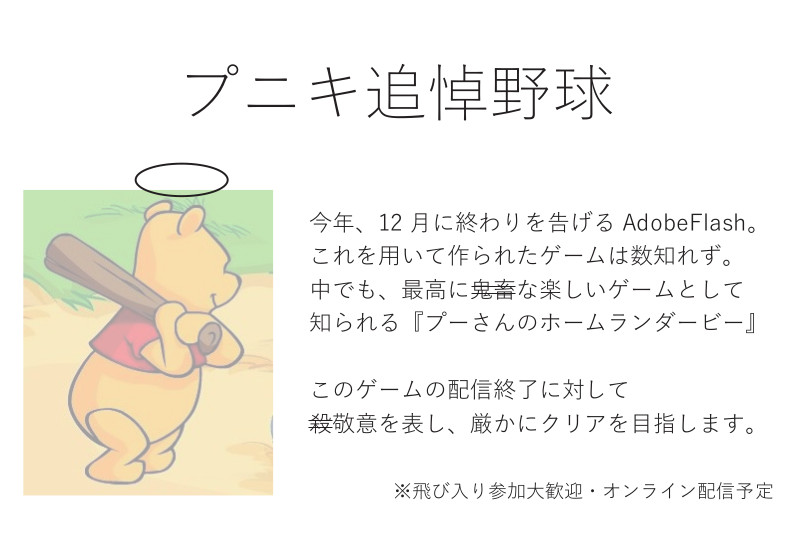 プニキ追悼野球
今年、12 月に終わりを告げる AdobeFlash。
これを用いて作られたゲームは数知れず。
中でも、最高に鬼畜な楽しいゲームとして
知られる『プーさんのホームランダービー』
このゲームの配信終了に対して
殺敬意を表し、厳かにクリアを目指します。
※飛び入り参加大歓迎・オンライン配信予定